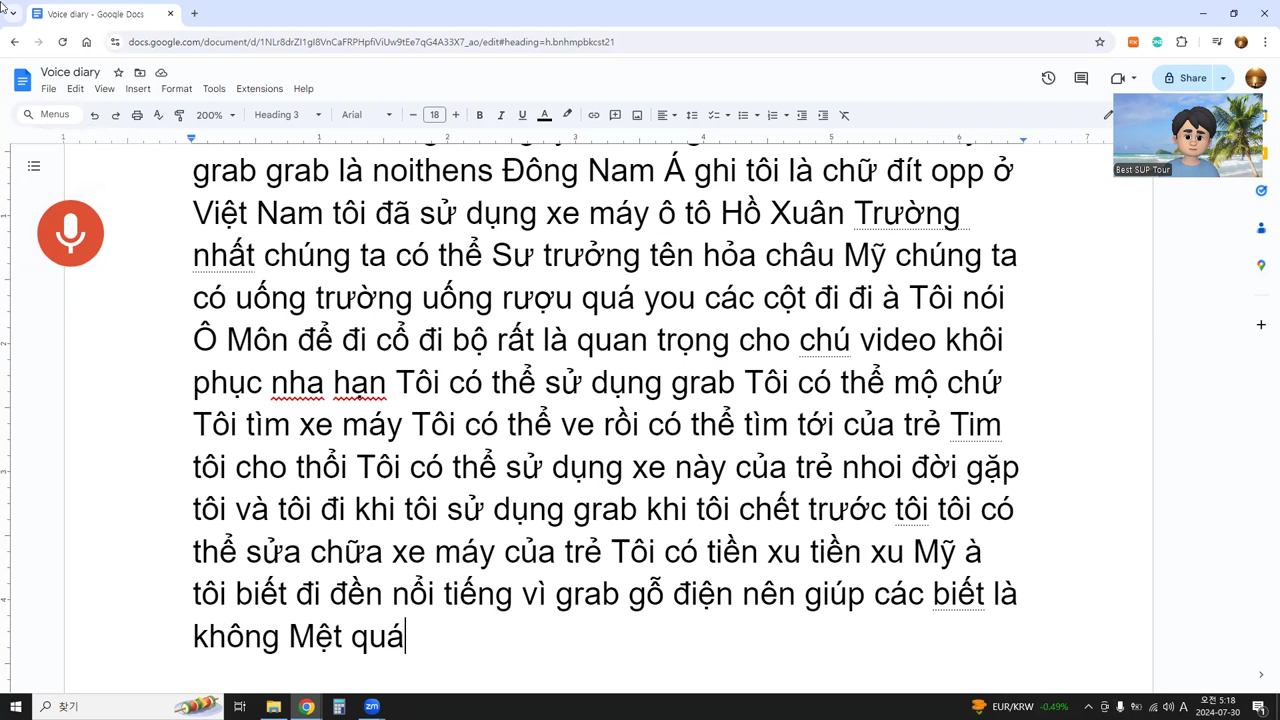 Voice diary - Google Docs
docs.google.com/document/d/1NLr8drZI1gI8VnCaFRPHpfiViUw9tEe7qG4A33X7_ao/edit#heading=h.bnhmpbkcst21
Voice diary
File Edit View Insert Format Tools Extensions Help
Share
Menus 200% Heading 3 Arial 18 B I U A
1 1 2 3 4 5 6 7
Best SUP Tour
grab grab là noithens Đông Nam Á ghi tôi là chữ đít opp ở
Việt Nam tôi đã sử dụng xe máy ô tô Hồ Xuân Trường
nhất chúng ta có thể Sư trưởng tên hỏa châu Mỹ chúng ta
có uống trường uống rượu quá you các cột đi đi à Tôi nói
Ô Môn để đi cổ đi bộ rất là quan trọng cho chú video khôi
phục nha hạn Tôi có thể sử dụng grab Tôi có thể mộ chứ
Tôi tìm xe máy Tôi có thể ve rồi có thể tìm tới của trẻ Tim
tôi cho thổi Tôi có thể sử dụng xe này của trẻ nhoi đời gặp
tôi và tôi đi khi tôi sử dụng grab khi tôi chết trước tôi tôi có
thể sửa chữa xe máy của trẻ Tôi có tiền xu tiền xu Mỹ à
tôi biết đi đền nổi tiếng vì grab gỗ điện nên giúp các biết là
không Mệt quá
찾기
EUR/KRW -0.49%
A
오전 5:18
2024-07-30